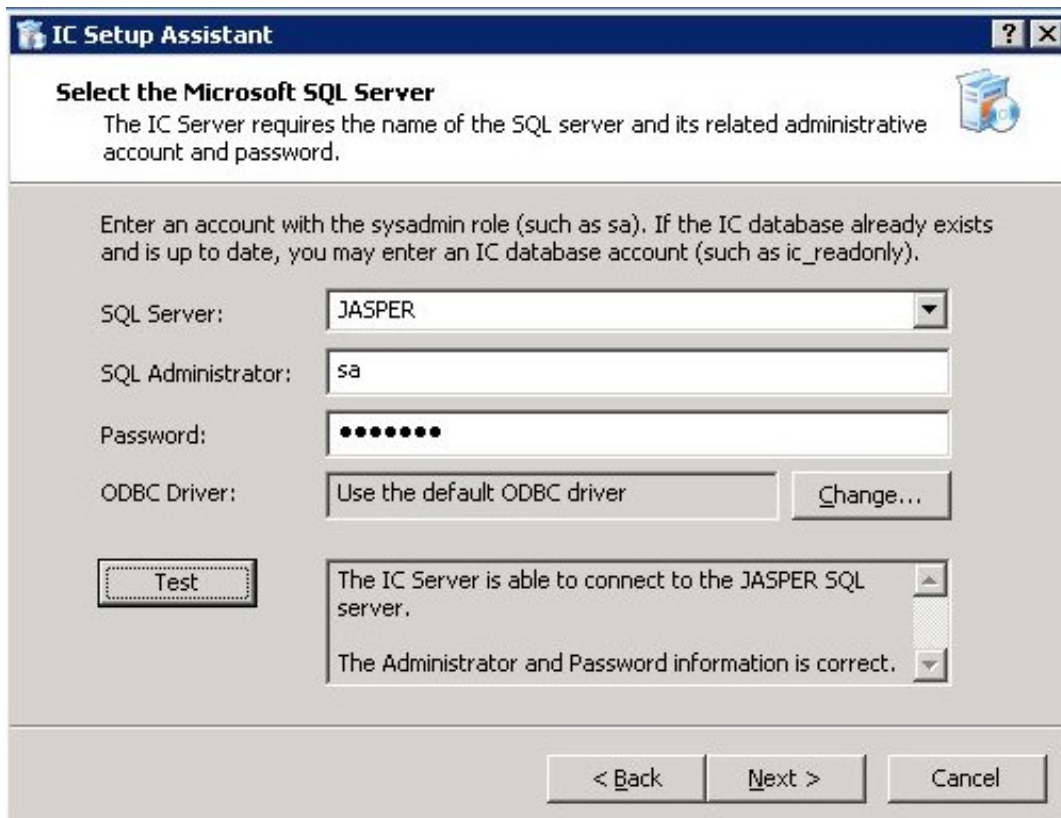 IC Setup Assistant
Select the Microsoft SQL Server
The IC Server requires the name of the SQL server and its related administrative
account and password.
Enter an account with the sysadmin role (such as sa). If the IC database already exists
and is up to date, you may enter an IC database account (such as ic_readonly).
SQL Server:
JASPER
SQL Administrator:
sa
Password:
•••••••
ODBC Driver:
Use the default ODBC driver
Change...
Test
The IC Server is able to connect to the JASPER SQL
server.
The Administrator and Password information is correct.
< Back
Next >
Cancel